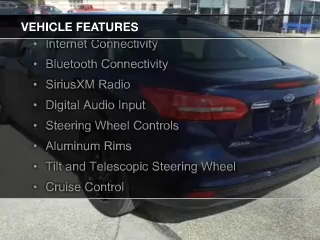 VEHICLE FEATURES
• Internet Connectivity
• Bluetooth Connectivity
• SiriusXM Radio
• Digital Audio Input
• Steering Wheel Controls
• Aluminum Rims
• Tilt and Telescopic Steering Wheel
• Cruise Control
Ford